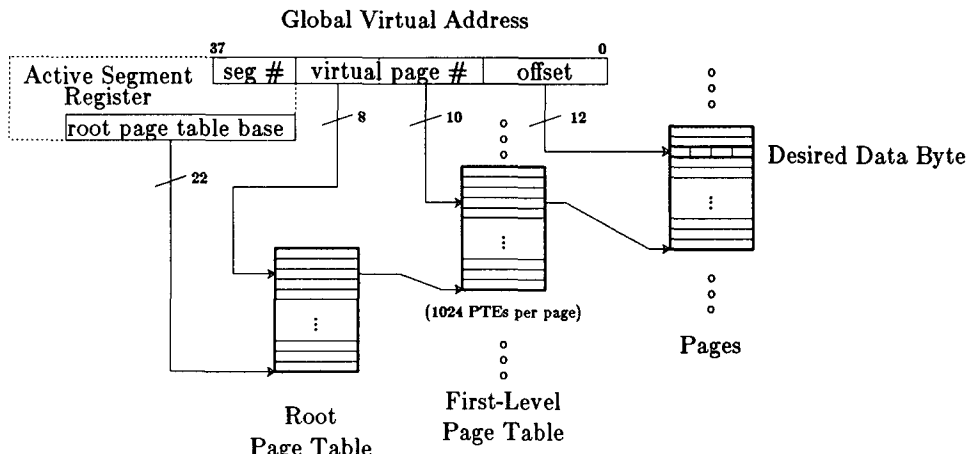 Global Virtual Address
37 0
seg # virtual page # offset
Active Segment
Register
root page table base
8 10 12
22
Desired Data Byte
(1024 PTEs per page)
Pages
Root
Page Table
First-Level
Page Table